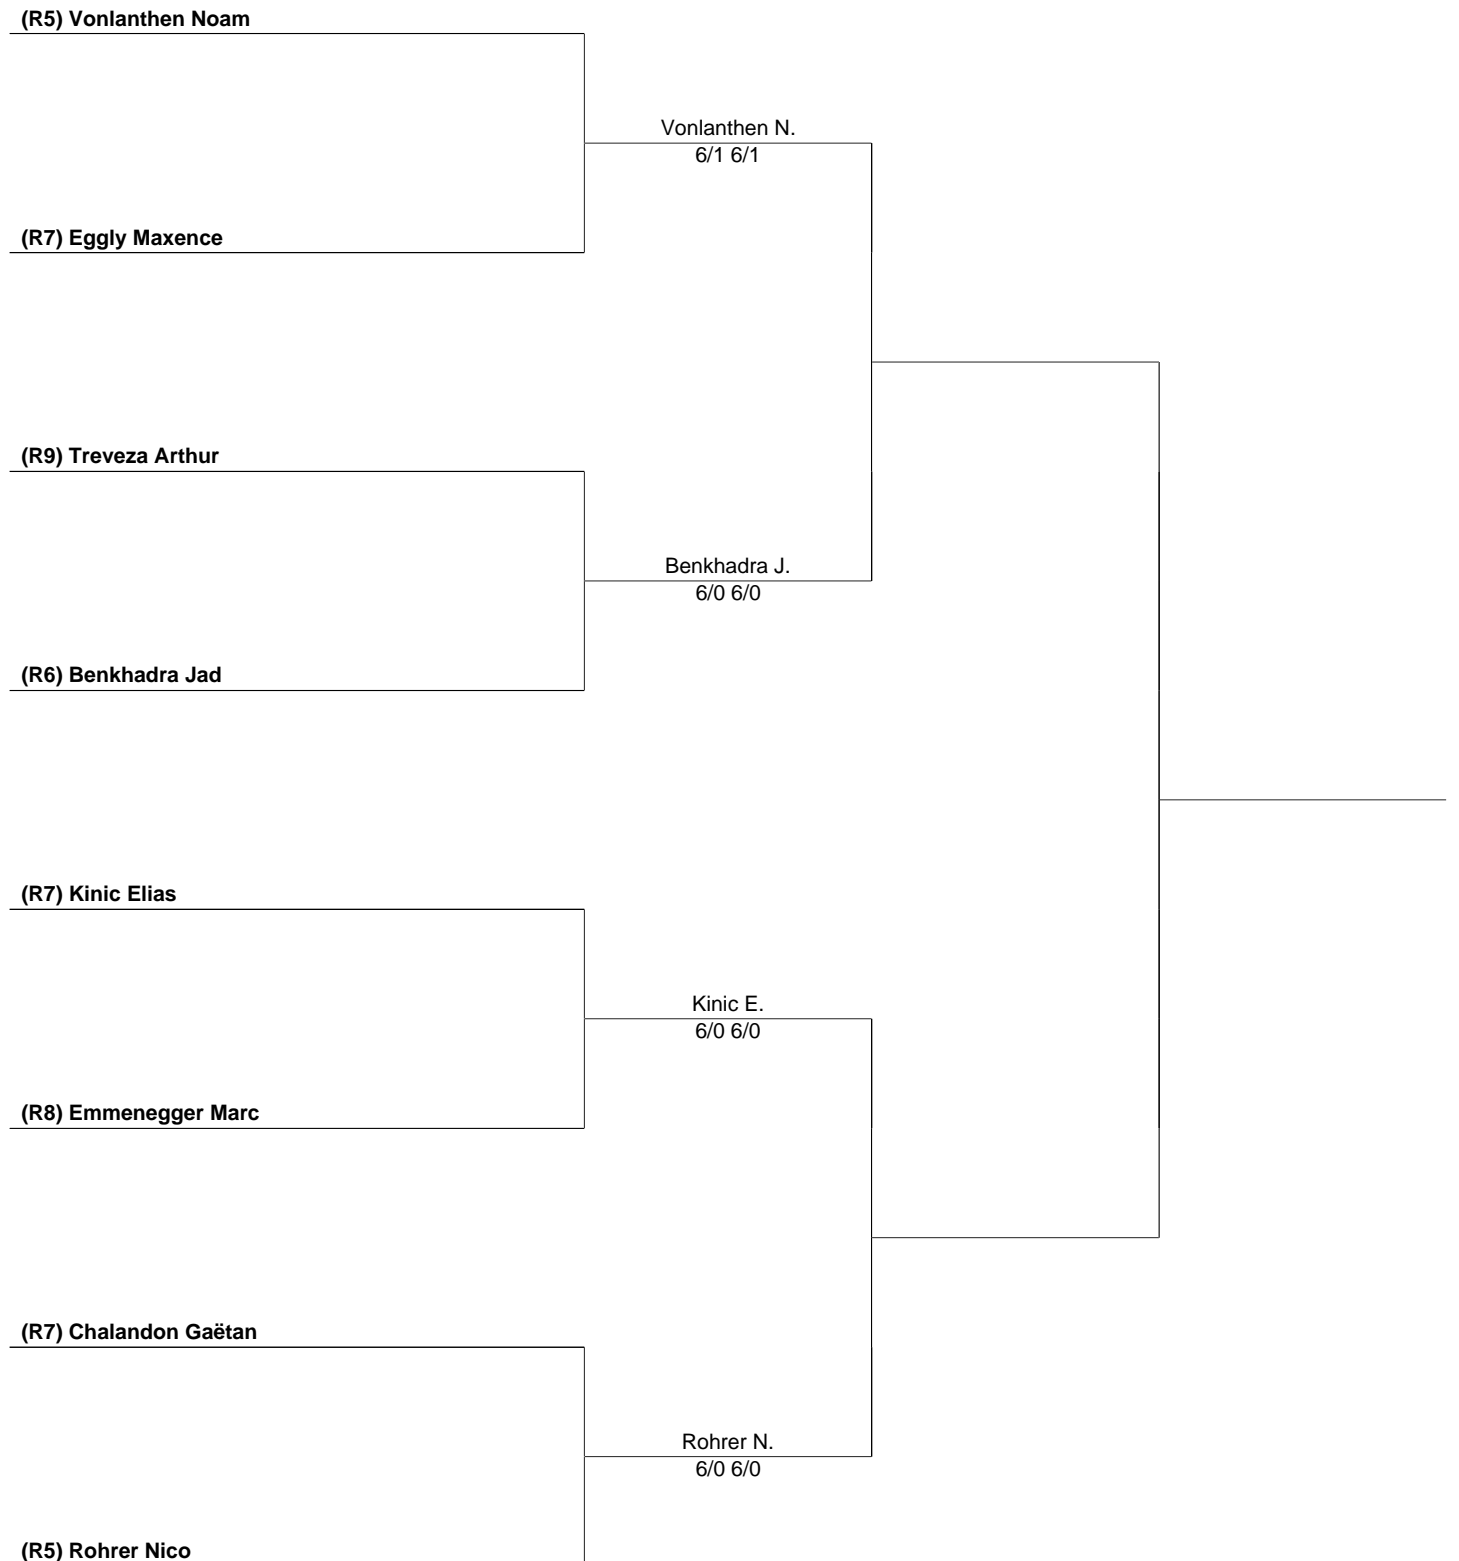 (R5) Vonlanthen Noam
Vonlanthen N.
6/1 6/1
(R7) Eggly Maxence
(R9) Treveza Arthur
Benkhadra J.
6/0 6/0
(R6) Benkhadra Jad
(R7) Kinic Elias
Kinic E.
6/0 6/0
(R8) Emmenegger Marc
(R7) Chalandon Gaëtan
Rohrer N.
6/0 6/0
(R5) Rohrer Nico